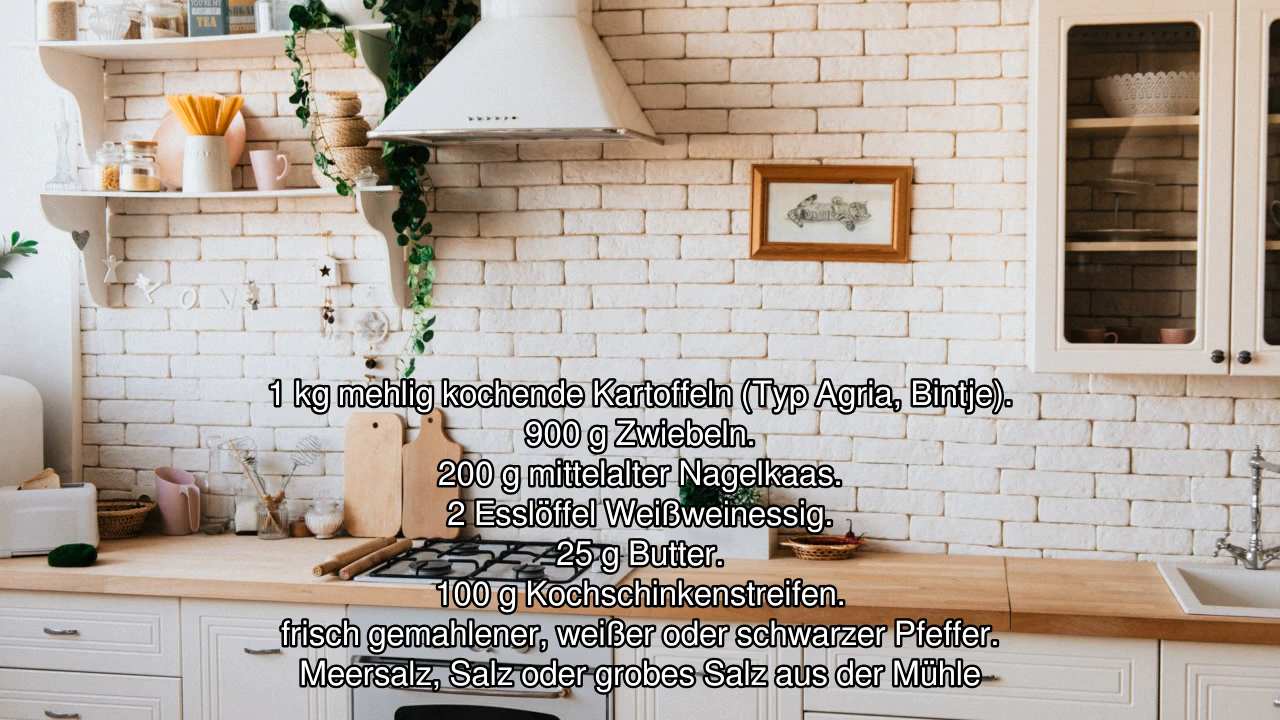 TEA
1 kg mehlig kochende Kartoffeln (Typ Agria, Bintje).
900 g Zwiebeln.
200 g mittelalter Nagelkaas.
2 Esslöffel Weißweinessig.
25 g Butter.
100 g Kochschinkenstreifen.
frisch gemahlener, weißer oder schwarzer Pfeffer.
Meersalz, Salz oder grobes Salz aus der Mühle